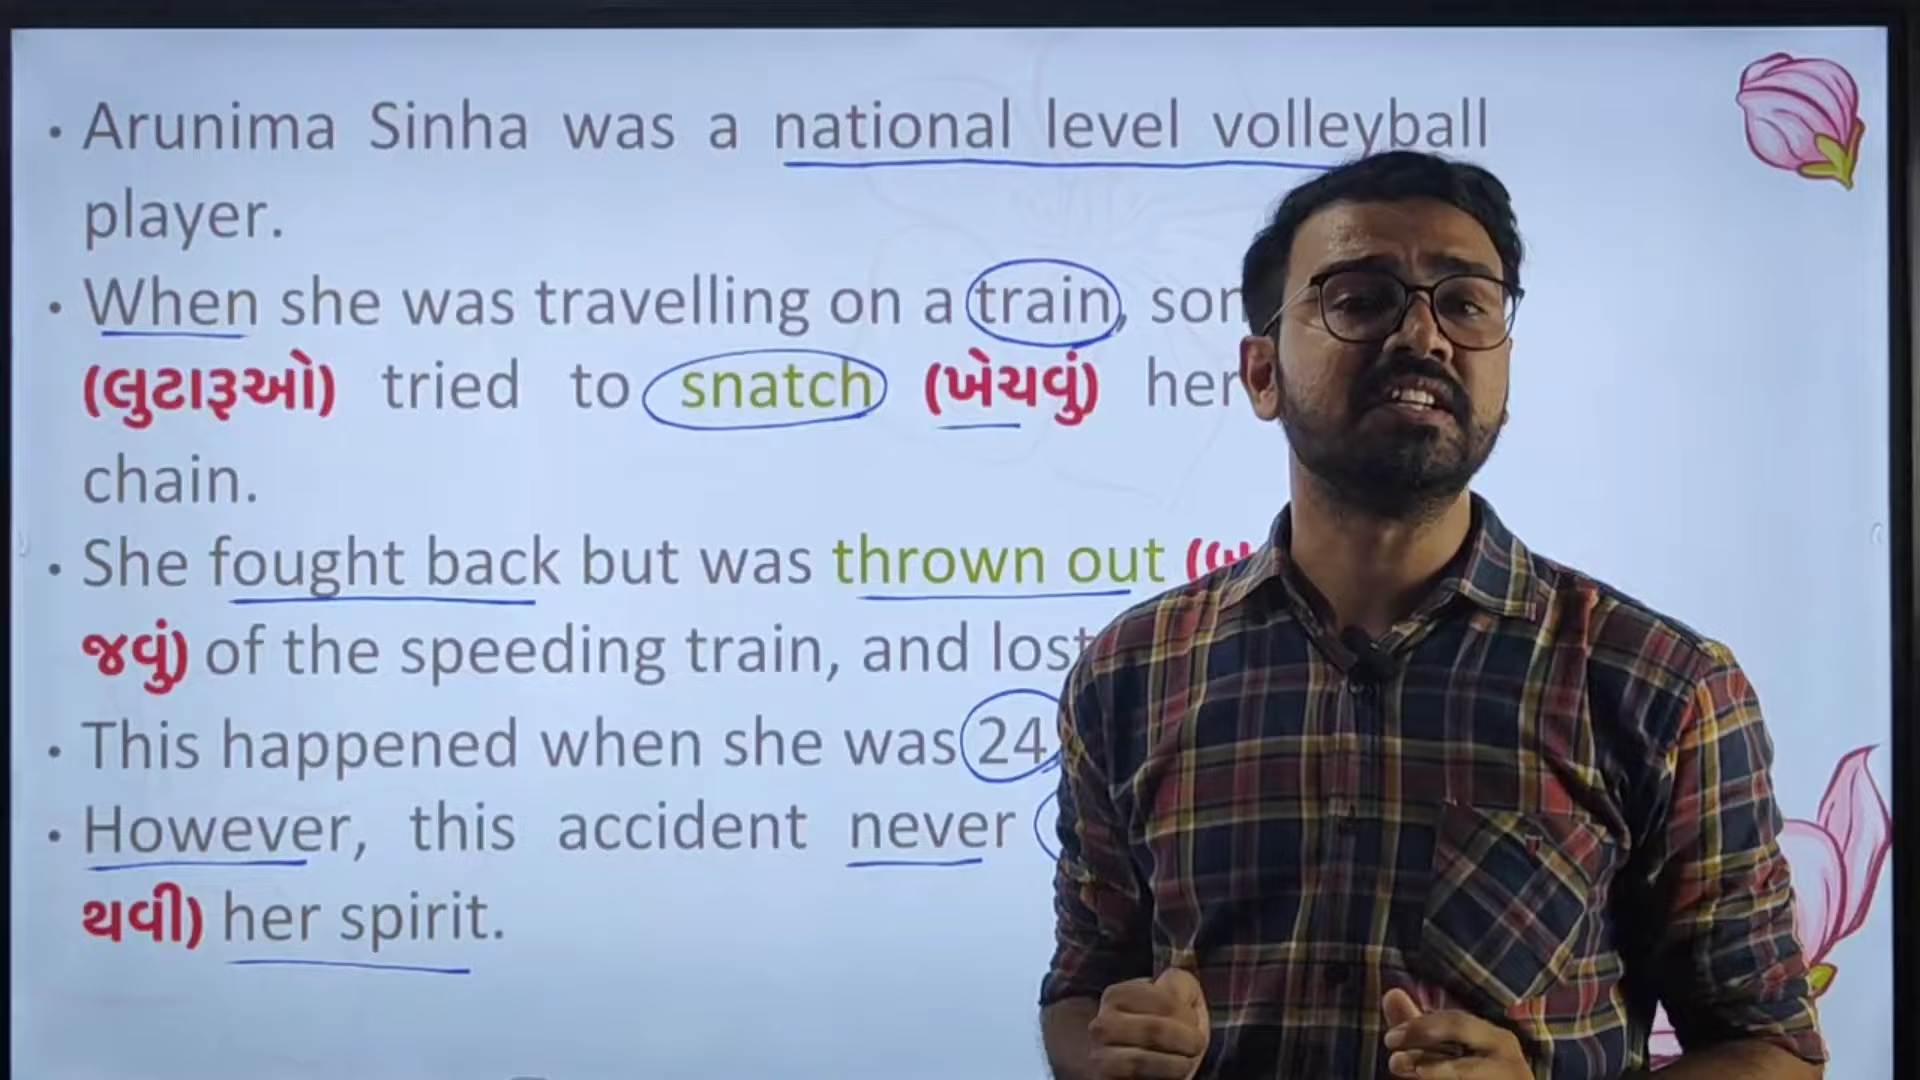 • Arunima Sinha was a national level volleyball
player.
• When she was travelling on a train,
(લુટારૂઓ) tried to snatch (ખેચવું) her
chain.
• She fought back but was thrown out
જવું) of the speeding train, and lost
• This happened when she was 24
• However, this accident never
થવી) her spirit.